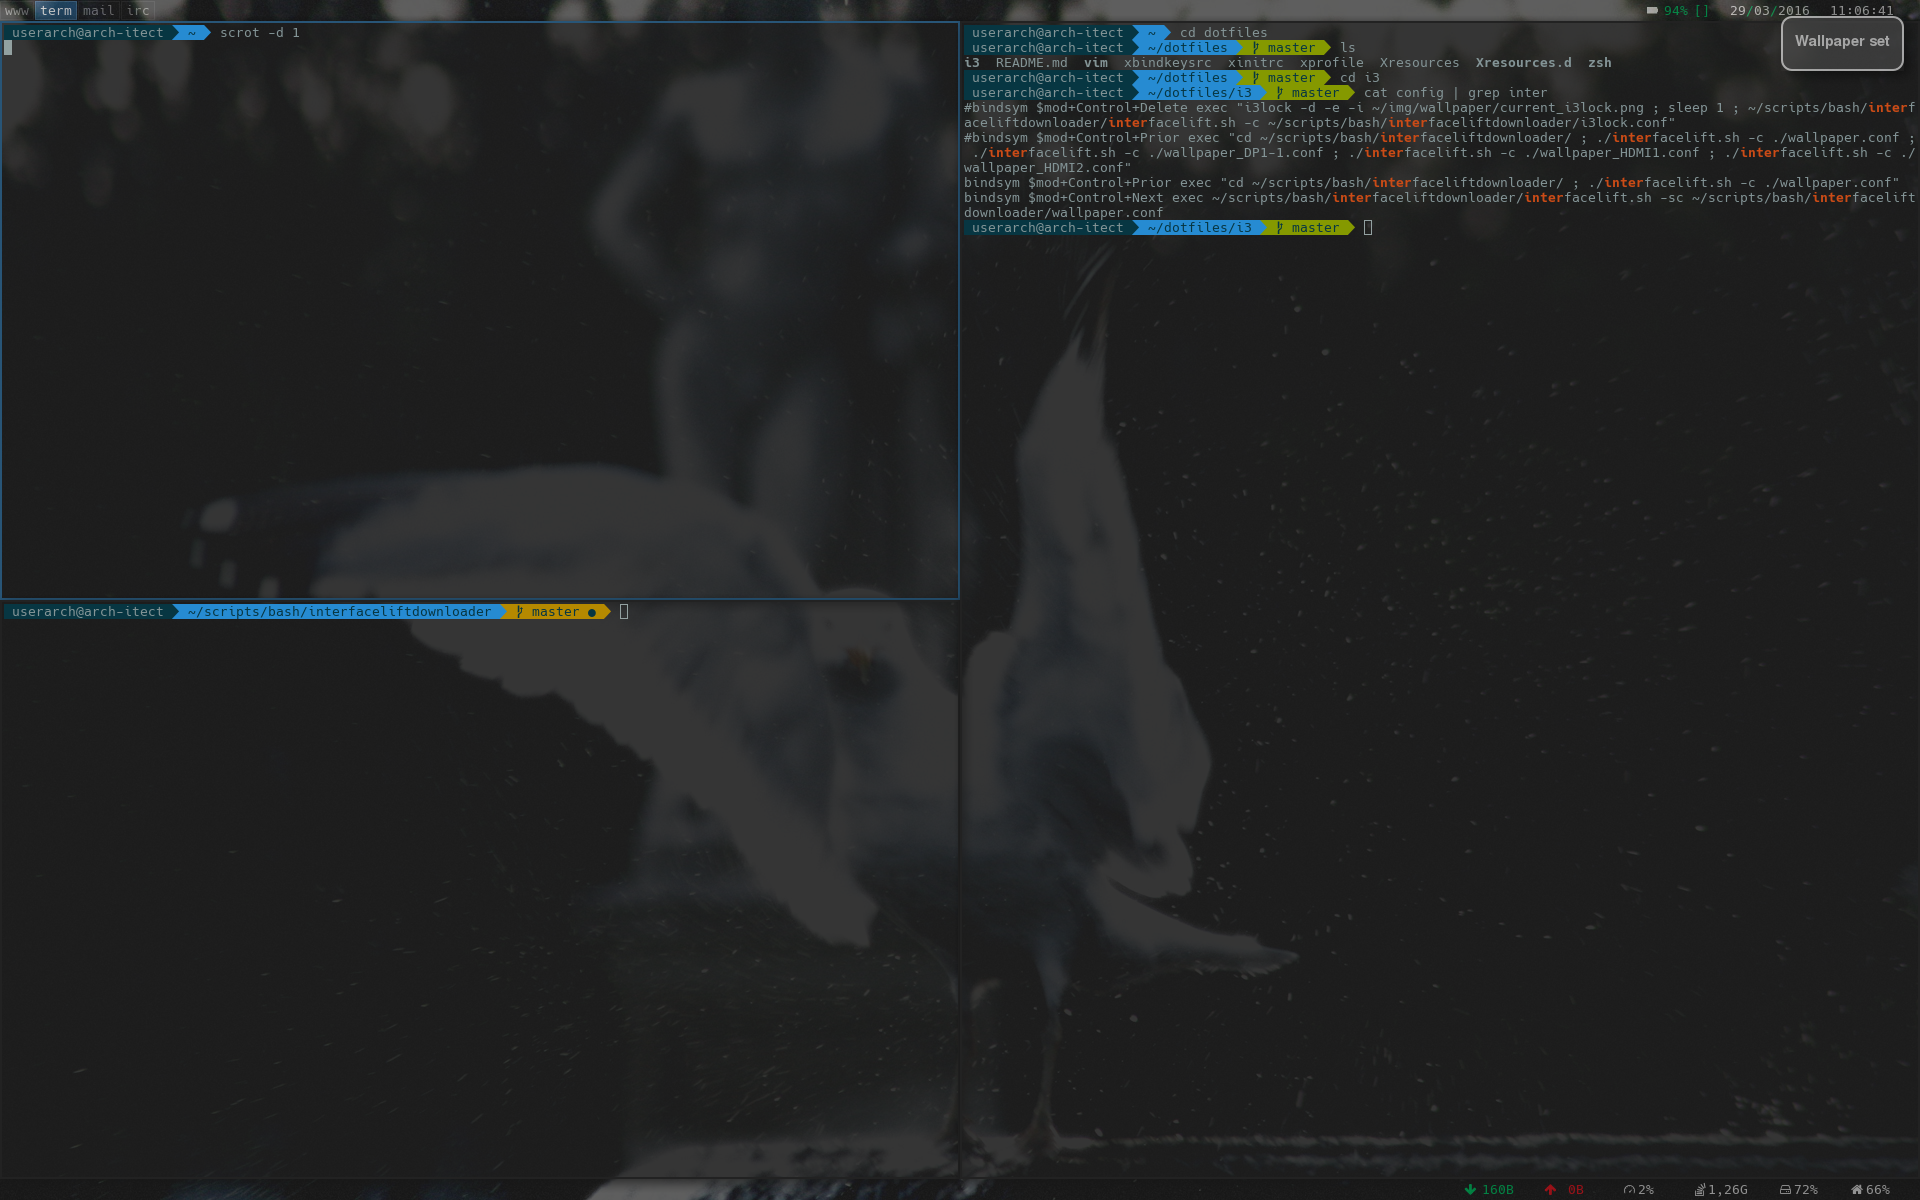 www term mail irc
94% [] 29/03/2016 11:06:41
Wallpaper set
userarch@arch-itect ~ scrot -d 1
userarch@arch-itect ~ cd dotfiles
userarch@arch-itect ~/dotfiles master ls
i3 README.md vim xbindkeysrc xinitrc xprofile Xresources Xresources.d zsh
userarch@arch-itect ~/dotfiles master cd i3
userarch@arch-itect ~/dotfiles/i3 master cat config | grep inter
#bindsym $mod+Control+Delete exec "i3lock -d -e -i ~/img/wallpaper/current_i3lock.png ; sleep 1 ; ~/scripts/bash/interf
aceliftdownloader/interfacelift.sh -c ~/scripts/bash/interfaceliftdownloader/i3lock.conf"
#bindsym $mod+Control+Prior exec "cd ~/scripts/bash/interfaceliftdownloader/ ; ./interfacelift.sh -c ./wallpaper.conf ;
./interfacelift.sh -c ./wallpaper_DP1-1.conf ; ./interfacelift.sh -c ./wallpaper_HDMI1.conf ; ./interfacelift.sh -c ./
wallpaper_HDMI2.conf"
bindsym $mod+Control+Prior exec "cd ~/scripts/bash/interfaceliftdownloader/ ; ./interfacelift.sh -c ./wallpaper.conf"
bindsym $mod+Control+Next exec ~/scripts/bash/interfaceliftdownloader/interfacelift.sh -sc ~/scripts/bash/interfacelift
downloader/wallpaper.conf
userarch@arch-itect ~/dotfiles/i3 master
userarch@arch-itect ~/scripts/bash/interfaceliftdownloader master ●
160B 0B 2% 1,26G 72% 66%